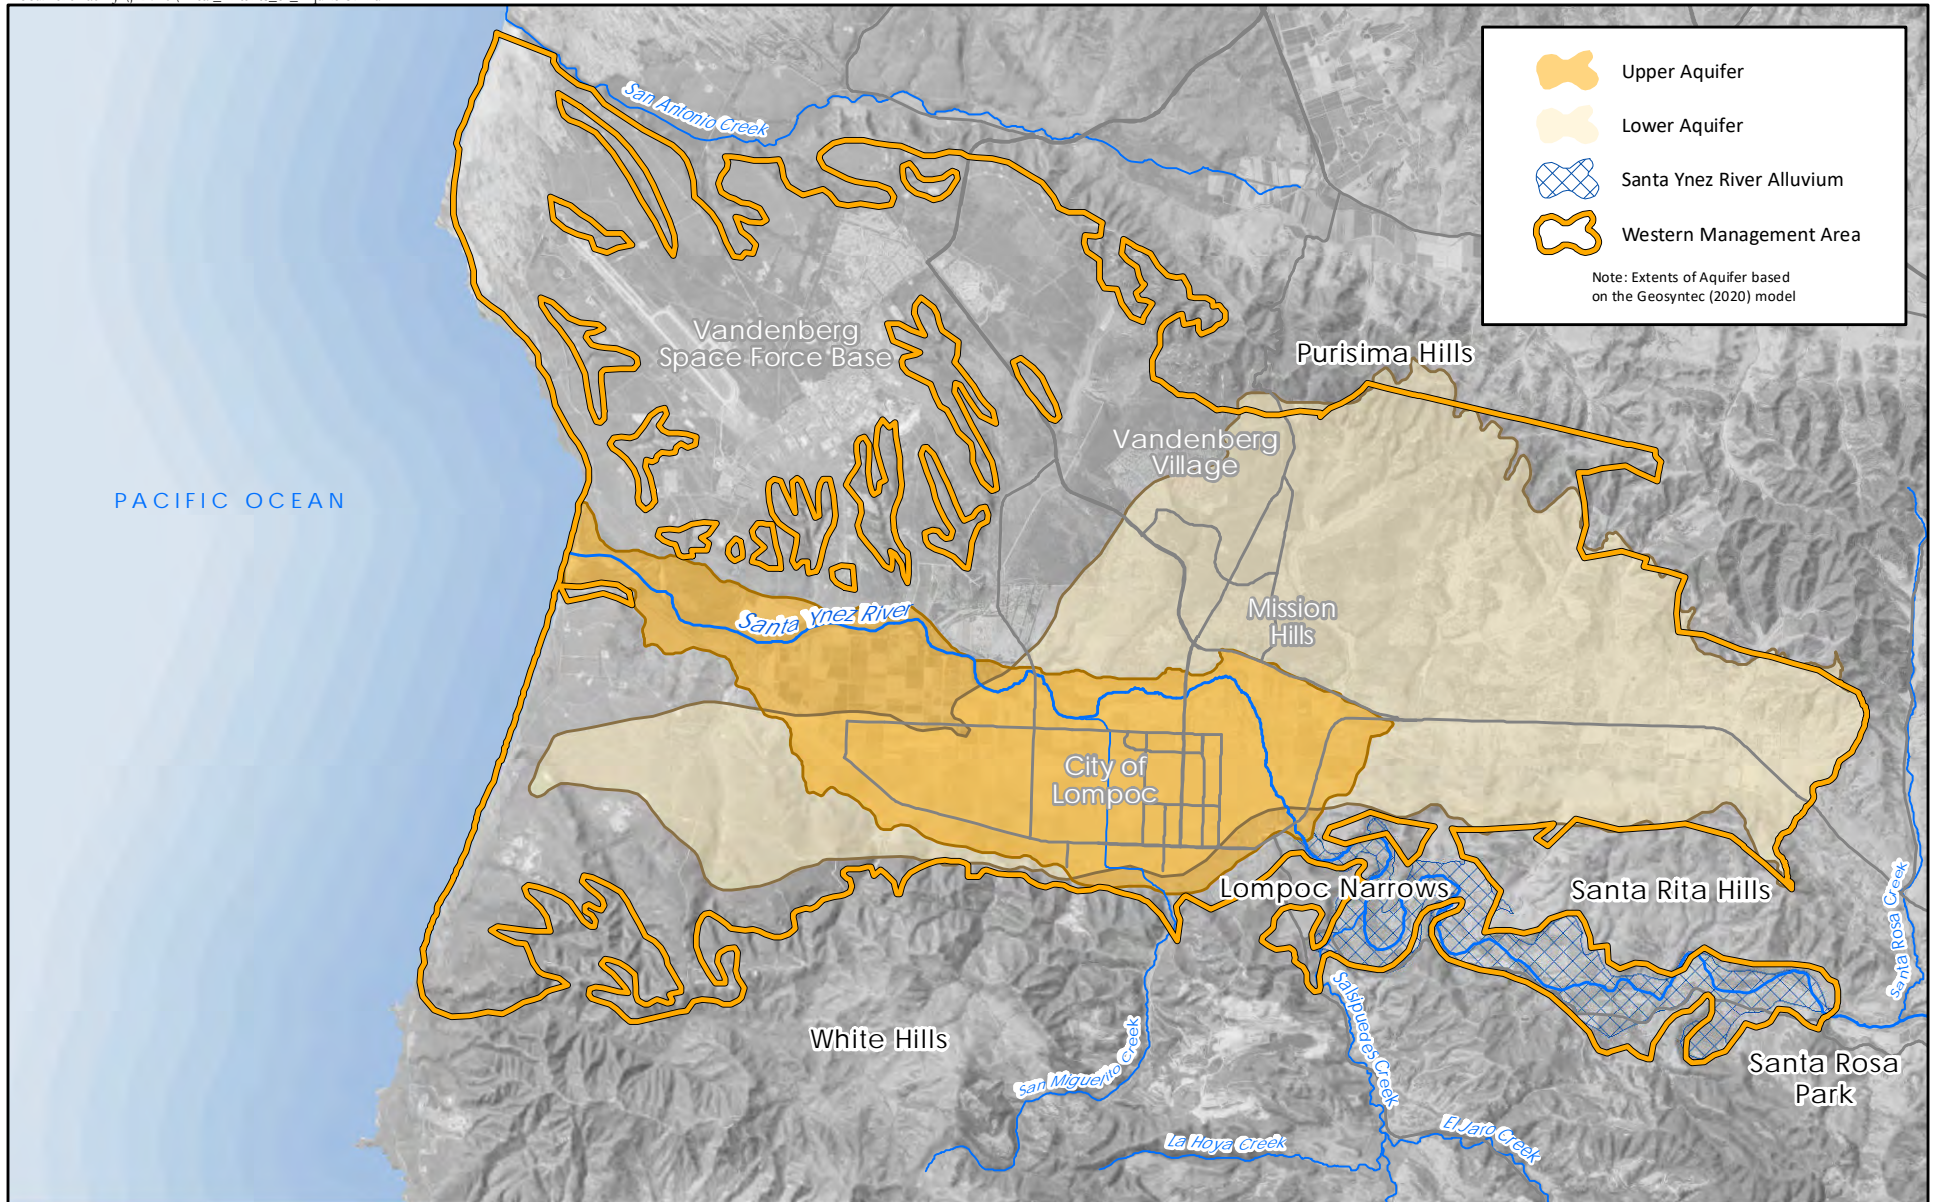 San Antonio Creek
Upper Aquifer
Lower Aquifer
Santa Ynez River Alluvium
Western Management Area
Note: Extents of Aquifer based
on the Geosyntec (2020) model
Vandenberg
Space Force Base
Purisima Hills
Vandenberg
Village
PACIFIC OCEAN
Santa Ynez River
Mission
Hills
City of
Lompoc
Lompoc Narrows
Santa Rita Hills
Santa Rosa Creek
White Hills
San Miguelito Creek
Salsipuedes Creek
Santa Rosa
Park
La Hoya Creek
El Jaro Creek